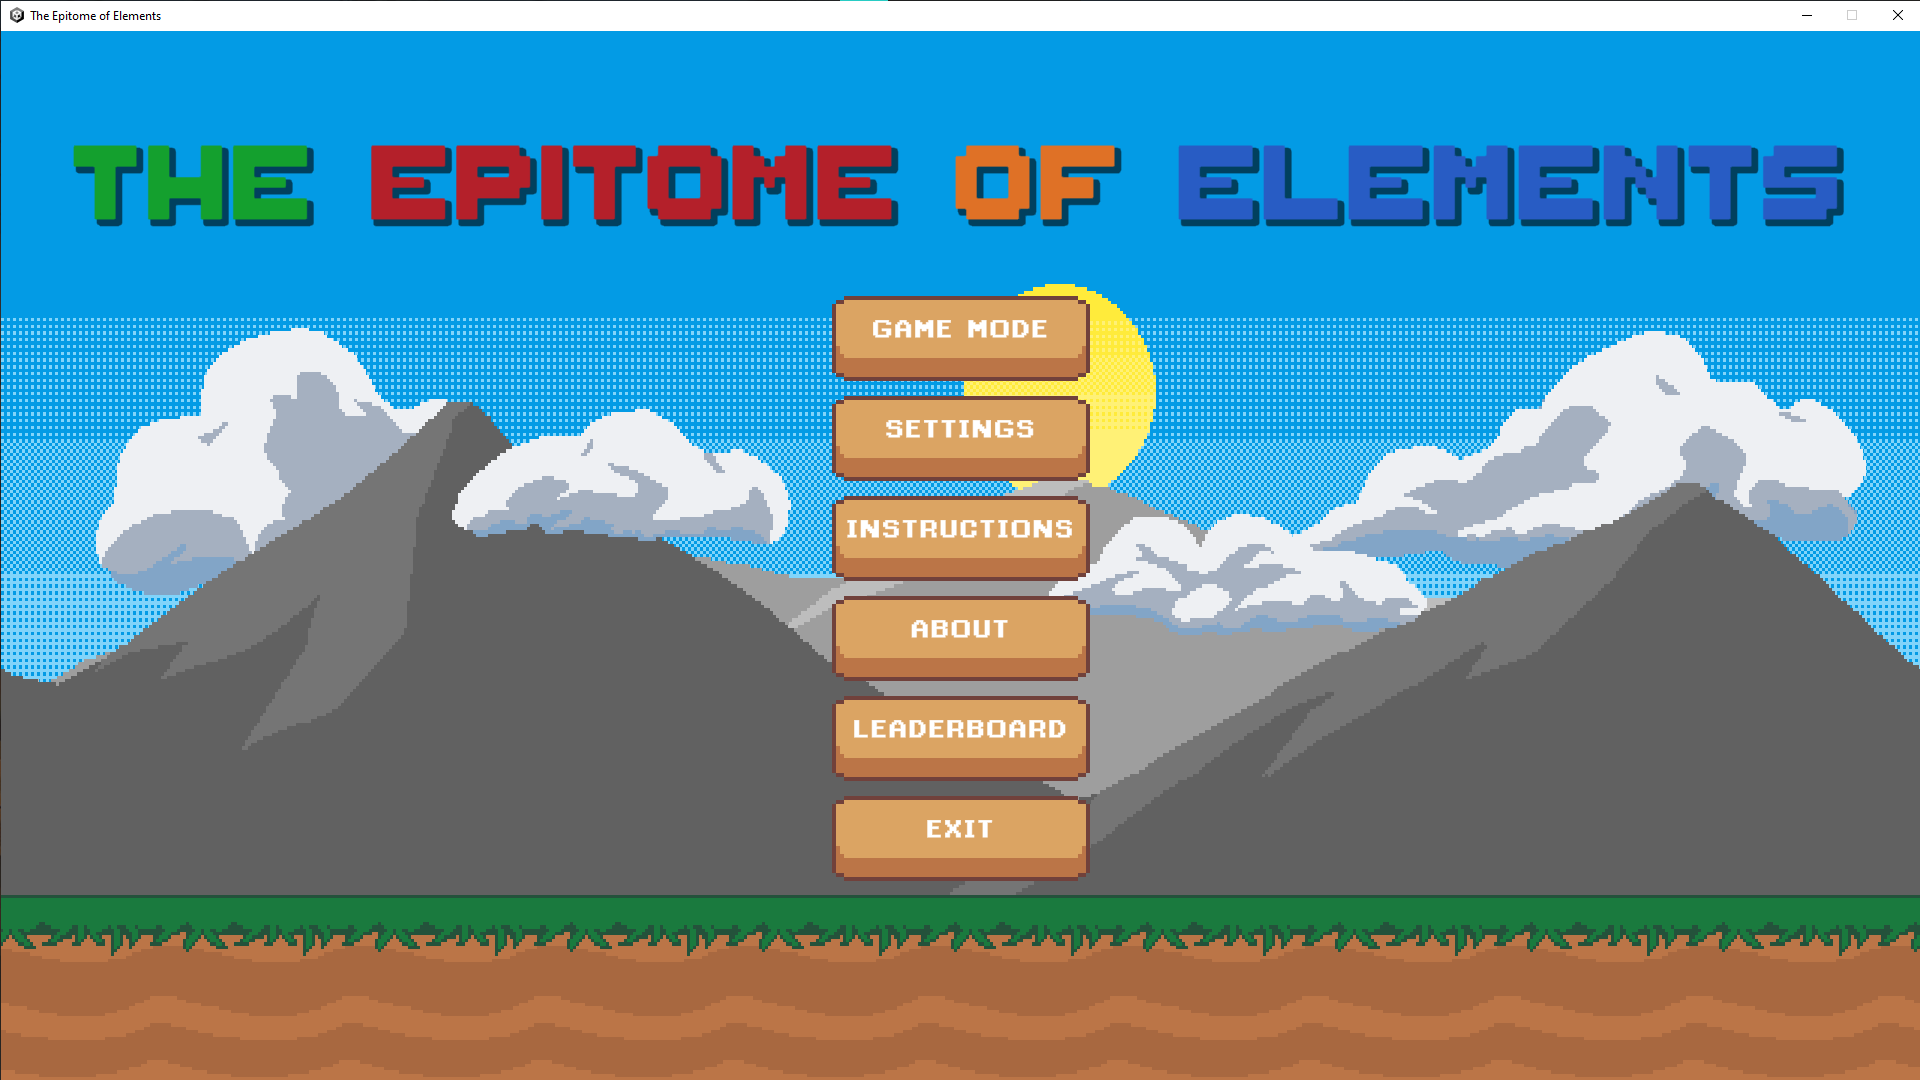 The Epitome of Elements
THE EPITOME OF ELEMENTS
GAME MODE
SETTINGS
INSTRUCTIONS
ABOUT
LEADERBOARD
EXIT